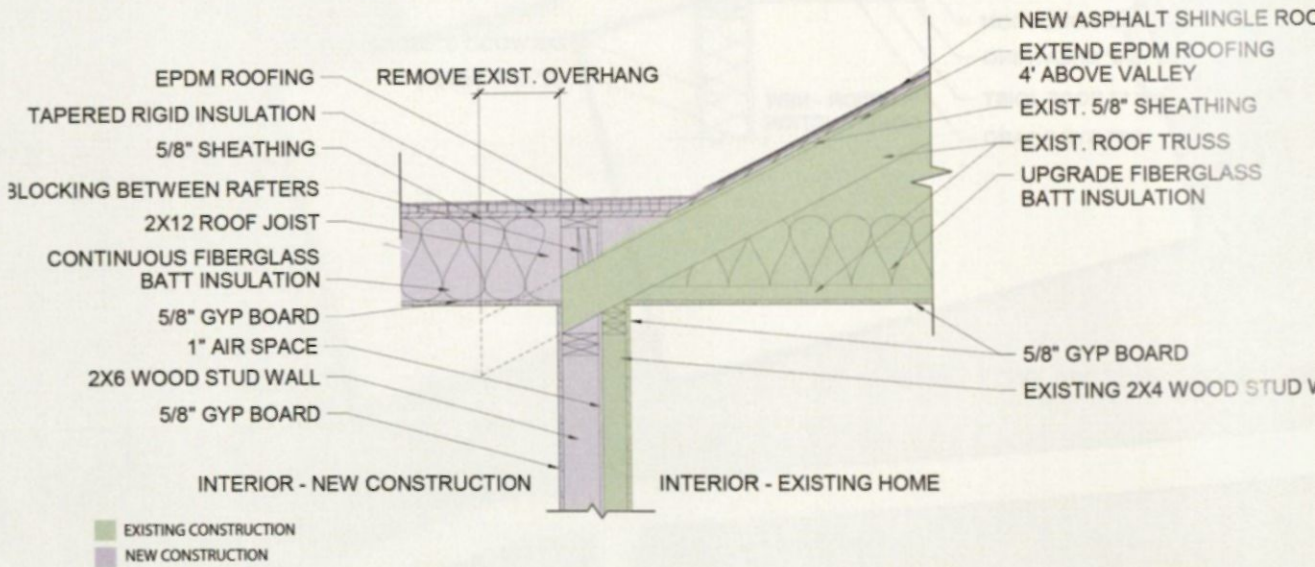 EPDM ROOFING
REMOVE EXIST. OVERHANG
TAPERED RIGID INSULATION
5/8" SHEATHING
BLOCKING BETWEEN RAFTERS
2X12 ROOF JOIST
CONTINUOUS FIBERGLASS
BATT INSULATION
5/8" GYP BOARD
1" AIR SPACE
2X6 WOOD STUD WALL
5/8" GYP BOARD
NEW ASPHALT SHINGLE
EXTEND EPDM ROOFING
4' ABOVE VALLEY
EXIST. 5/8" SHEATHING
EXIST. ROOF TRUSS
UPGRADE FIBERGLASS
BATT INSULATION
5/8" GYP BOARD
EXISTING 2X4 WOOD STUD
INTERIOR - NEW CONSTRUCTION
INTERIOR - EXISTING HOME
EXISTING CONSTRUCTION
NEW CONSTRUCTION